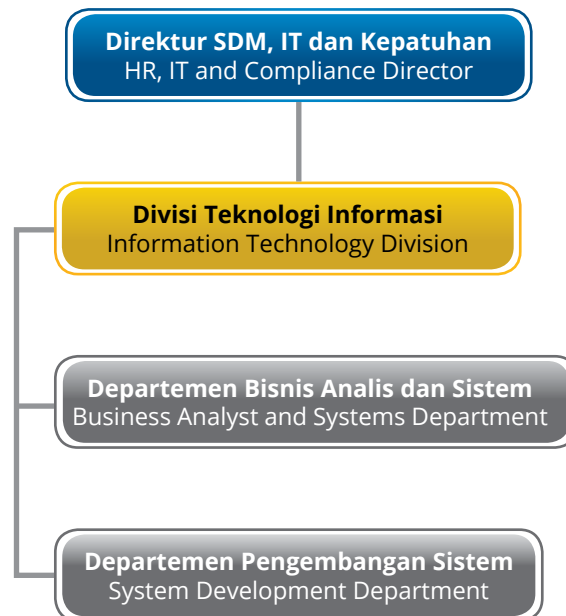 Direktur SDM, IT dan Kepatuhan
HR, IT and Compliance Director
Divisi Teknologi Informasi
Information Technology Division
Departemen Bisnis Analis dan Sistem
Business Analyst and Systems Department
Departemen Pengembangan Sistem
System Development Department